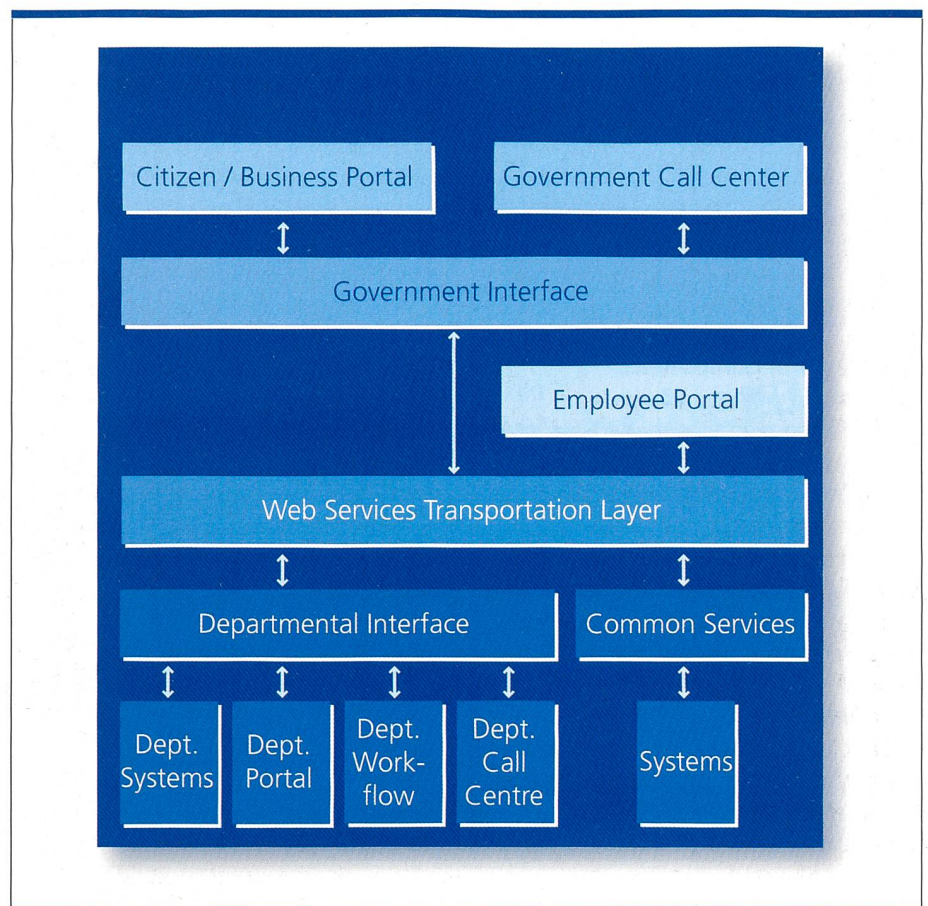 Citizen / Business Portal
Government Call Center
Government Interface
Employee Portal
Web Services Transportation Layer
Departmental Interface
Common Services
Dept.
Systems
Dept.
Portal
Dept.
Work-
flow
Dept.
Call
Centre
Systems